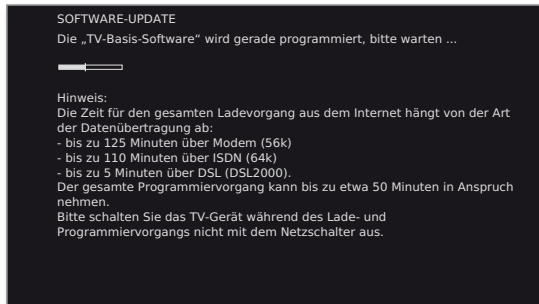 SOFTWARE-UPDATE
Die „TV-Basis-Software“ wird gerade programmiert, bitte warten ...
Hinweis:
Die Zeit für den gesamten Ladevorgang aus dem Internet hängt von der Art
der Datenübertragung ab:
- bis zu 125 Minuten über Modem (56k)
- bis zu 110 Minuten über ISDN (64k)
- bis zu 5 Minuten über DSL (DSL2000).
Der gesamte Programmiervorgang kann bis zu etwa 50 Minuten in Anspruch
nehmen.
Bitte schalten Sie das TV-Gerät während des Lade- und
Programmiervorgangs nicht mit dem Netzschalter aus.